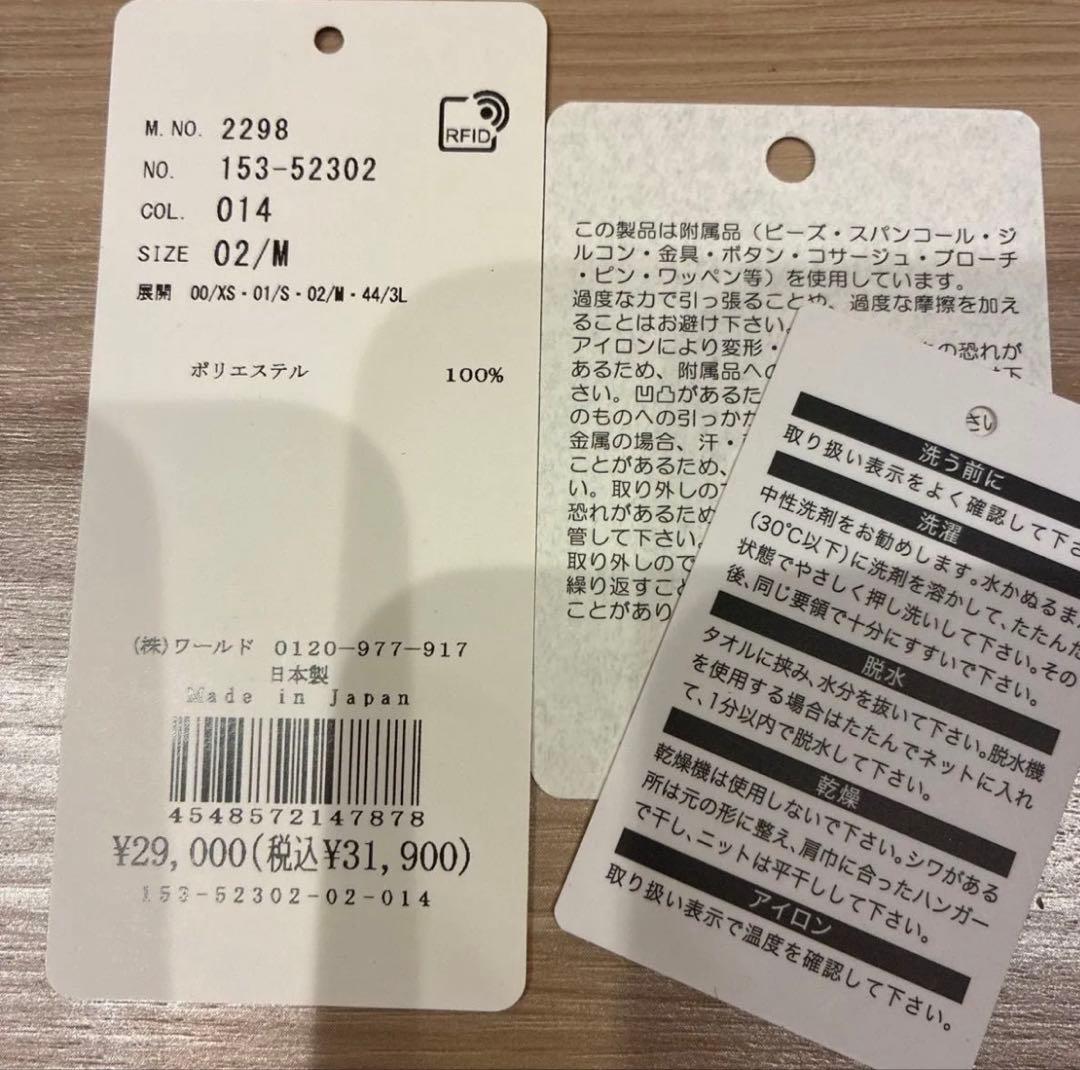 M.NO. 2298
RFID
NO. 153-52302
COL. 014
SIZE 02/M
展開 00/XS・01/S・02/M・44/3L
ポリエステル 100%
(株)ワールド 0120-977-917
日本製
Made in Japan
4548572147878
¥29,000(税込¥31,900)
153-52302-02-014
この製品は附属品（ビーズ・スパンコール・ジ
ルコン・金具・ボタン・コサージュ・ブローチ
・ピン・ワッペン等）を使用しています。
過度な力で引っ張ることや、過度な摩擦を加え
ることはお避け下さい。
アイロンにより変形・ の恐れが
あるため、附属品への 下
さい。凹凸があるた
のものへの引っかか
金属の場合、汗・
ことがあるため、
い。取り外しの
恐れがあるため
管して下さい。
取り外しので
繰り返すこと
ことがあり
洗う前に
取り扱い表示をよく確認して下さ
洗濯
中性洗剤をお勧めします。水かぬるま
(30℃以下)に洗剤を溶かして、たたんだ
状態でやさしく押し洗いして下さい。その
後、同じ要領で十分にすすいで下さい。
脱水
タオルに挟み、水分を抜いて下さい。脱水機
を使用する場合はたたんでネットに入れ
て、1分以内で脱水して下さい。
乾燥
乾燥機は使用しないで下さい。シワがある
所は元の形に整え、肩巾に合ったハンガー
で干し、ニットは平干しして下さい。
アイロン
取り扱い表示で温度を確認して下さい。